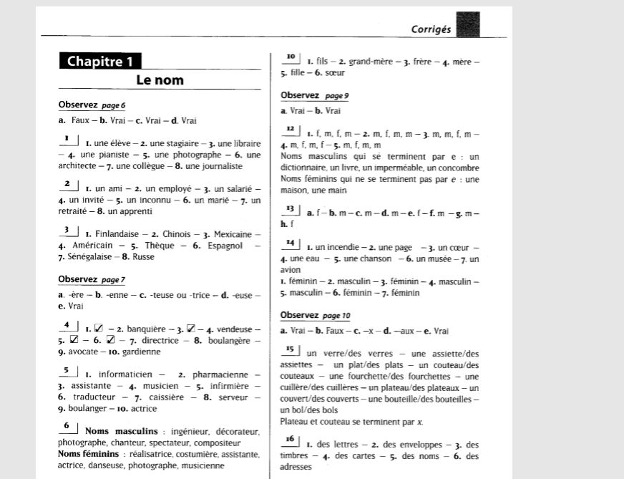 Corrigés
Chapitre 1
Le nom
Observez page 6
a. Faux – b. Vrai – c. Vrai – d. Vrai
1 1. une élève – 2. une stagiaire – 3. une libraire
– 4. une pianiste – 5. une photographe – 6. une
architecte – 7. une collègue – 8. une journaliste
2 1. un ami – 2. un employé – 3. un salarié –
4. un invité – 5. un inconnu – 6. un marié – 7. un
retraité – 8. un apprenti
3 1. Finlandaise – 2. Chinois – 3. Mexicaine –
4. Américain – 5. Thèque – 6. Espagnol –
7. Sénégalaise – 8. Russe
Observez page 7
a. -ère – b. -enne – c. -teuse ou -trice – d. -euse –
e. Vrai
4 1. ☑ – 2. banquière – 3. ☑ – 4. vendeuse –
5. ☑ – 6. ☑ – 7. directrice – 8. boulangère –
9. avocate – 10. gardienne
5 1. informaticien – 2. pharmacienne –
3. assistante – 4. musicien – 5. infirmière –
6. traducteur – 7. caissière – 8. serveur –
9. boulanger – 10. actrice
6 Noms masculins : ingénieur, décorateur,
photographe, chanteur, spectateur, compositeur
Noms féminins : réalisatrice, costumière, assistante,
actrice, danseuse, photographe, musicienne
10 1. fils – 2. grand-mère – 3. frère – 4. mère –
5. fille – 6. sœur
Observez page 9
a. Vrai – b. Vrai
12 1. f, m, f, m – 2. m, f, m, m – 3. m, m, f, m –
4. m, f, m, f – 5. m, f, m, m
Noms masculins qui se terminent par e : un
dictionnaire, un livre, un imperméable, un concombre
Noms féminins qui ne se terminent pas par e : une
maison, une main
13 a. f – b. m – c. m – d. m – e. f – f. m – g. m –
h. f
14 1. un incendie – 2. une page – 3. un cœur –
4. une eau – 5. une chanson – 6. un musée – 7. un
avion
1. féminin – 2. masculin – 3. féminin – 4. masculin –
5. masculin – 6. féminin – 7. féminin
Observez page 10
a. Vrai – b. Faux – c. –x – d. –aux – e. Vrai
15 un verre/des verres – une assiette/des
assiettes – un plat/des plats – un couteau/des
couteaux – une fourchette/des fourchettes – une
cuillère/des cuillères – un plateau/des plateaux – un
couvert/des couverts – une bouteille/des bouteilles –
un bol/des bols
Plateau et couteau se terminent par x.
16 1. des lettres – 2. des enveloppes – 3. des
timbres – 4. des cartes – 5. des noms – 6. des
adresses